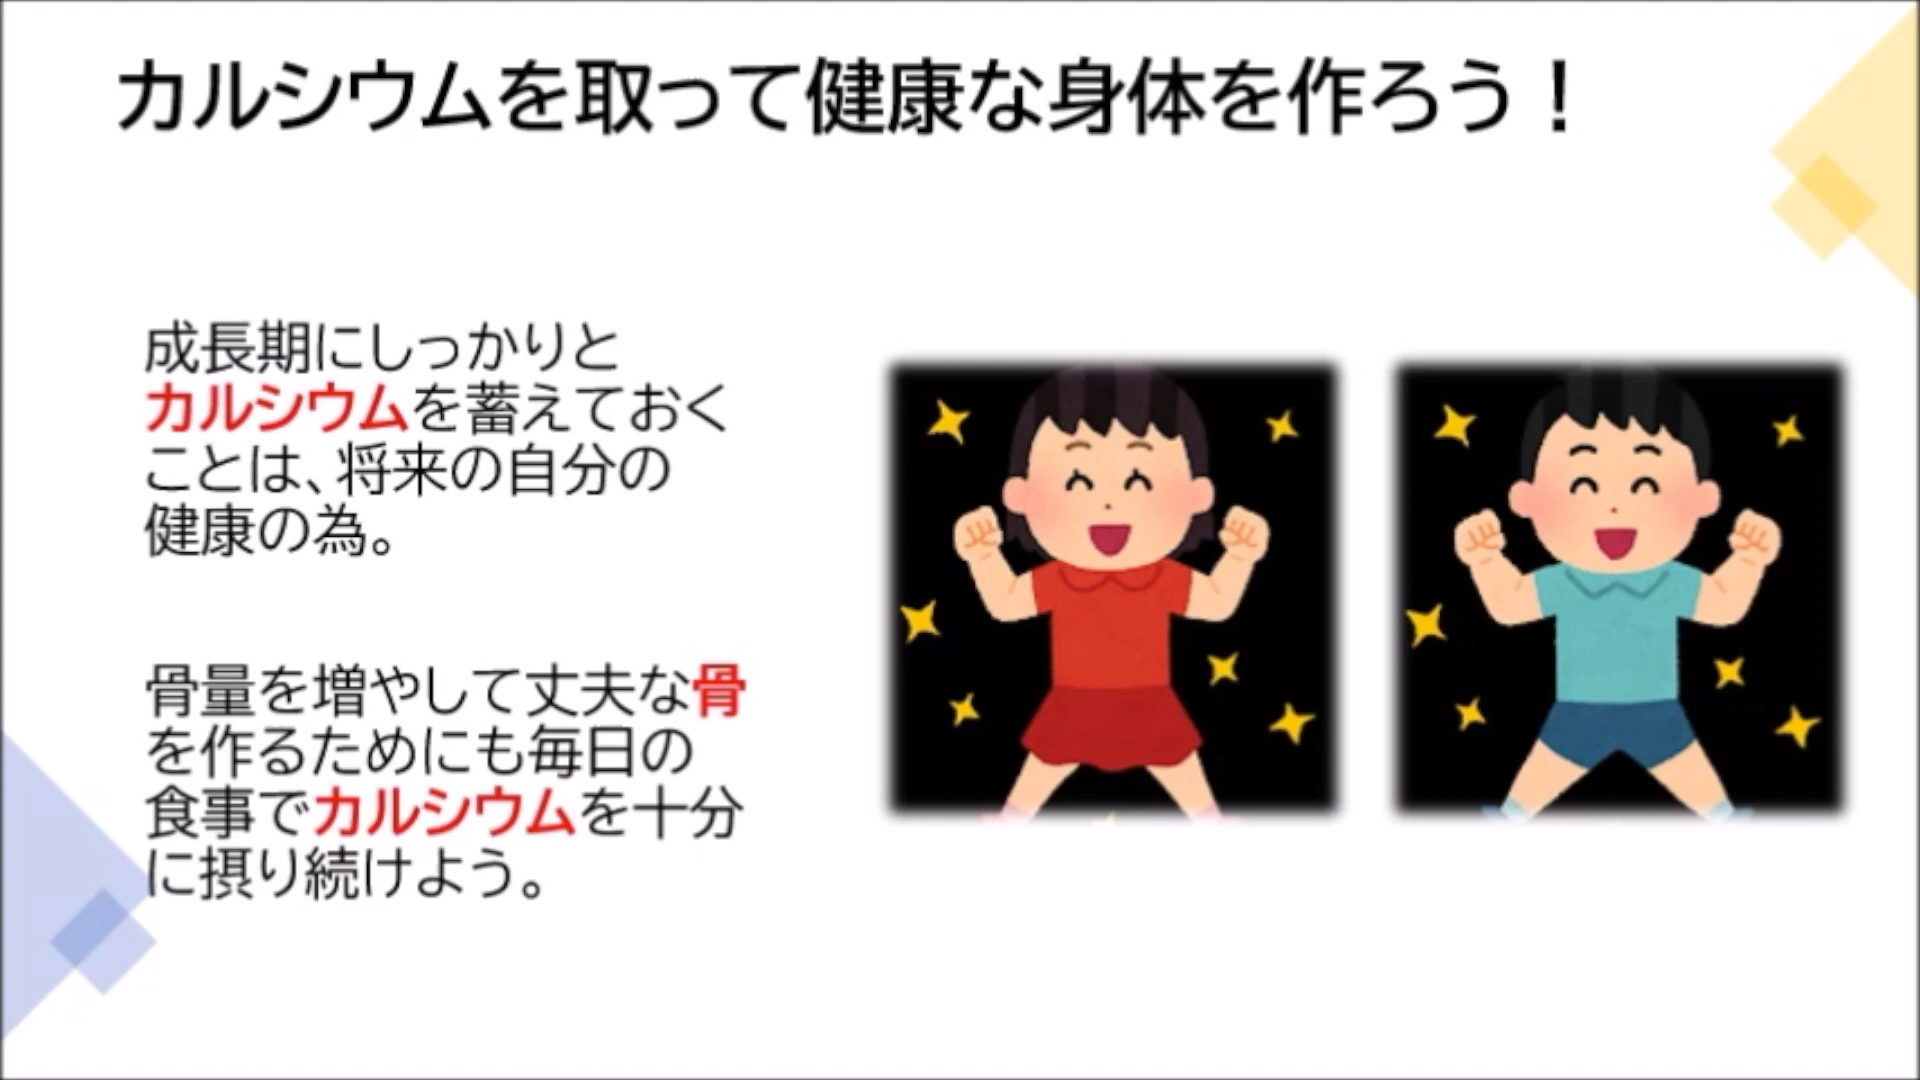 カルシウムを取って健康な身体を作ろう！
成長期にしっかりと
カルシウムを蓄えておく
ことは、将来の自分の
健康の為。
骨量を増やして丈夫な骨
を作るためにも毎日の
食事でカルシウムを十分
に摂り続けよう。